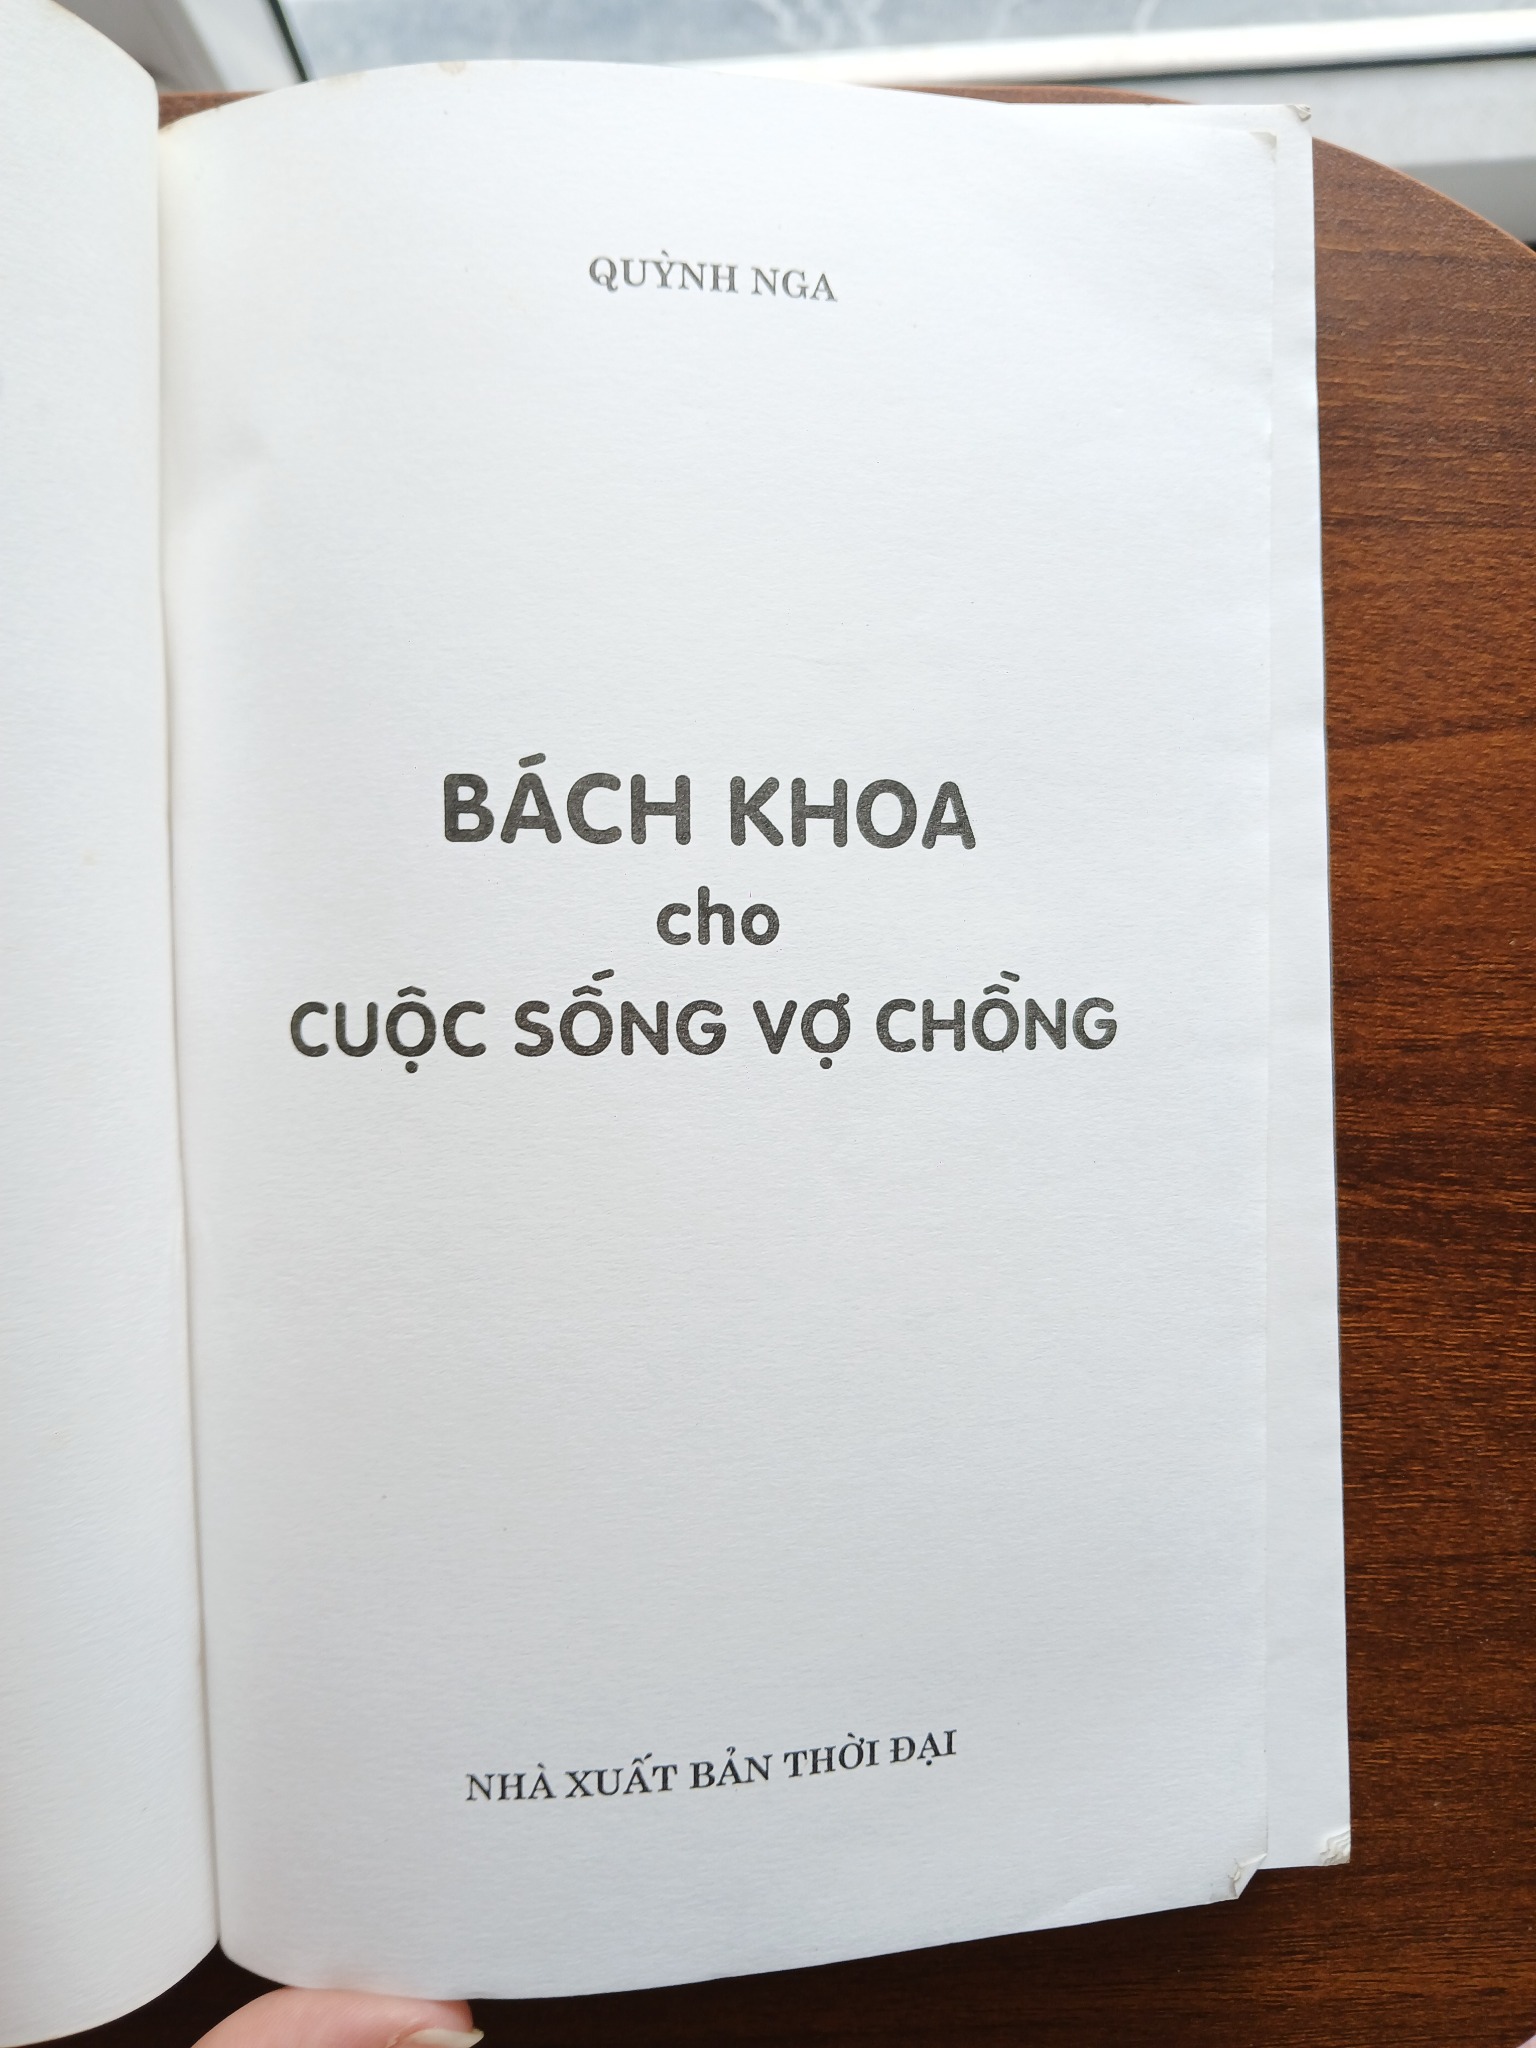 QUỲNH NGA
BÁCH KHOA
cho
CUỘC SỐNG VỢ CHỒNG
NHÀ XUẤT BẢN THỜI ĐẠI